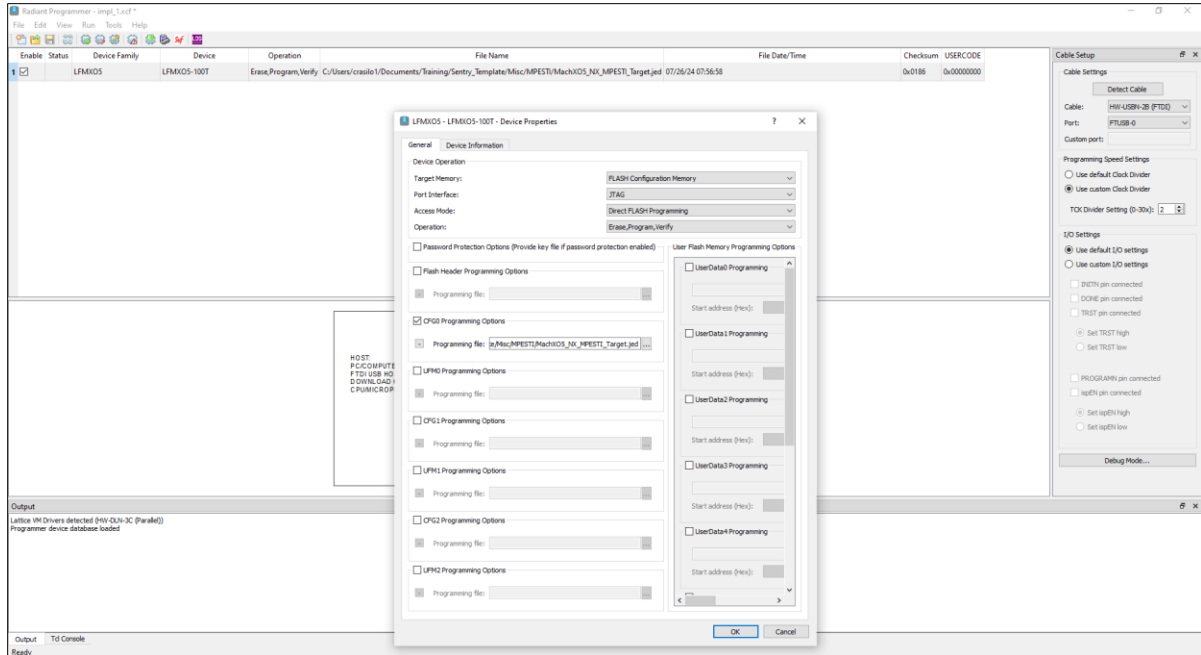 Radiant Programmer - impl_1.xcf *
File Edit View Run Tools Help
Enable Status Device Family Device Operation File Name File Date/Time Checksum USERCODE
1 LFMXO5 LFMXO5-100T Erase,Program,Verify C:/Users/crasilo1/Documents/Training/Sentry_Template/Misc/MPESTI/MachXO5_NX_MPESTI_Target.jed 07/26/24 07:56:58 0x0186 0x00000000
HOST:
PC/COMPUTE
FTDI USB HO
DOWNLOAD
CPU/MICROP
LFMXO5 - LFMXO5-100T - Device Properties
General Device Information
Device Operation
Target Memory: FLASH Configuration Memory
Port Interface: JTAG
Access Mode: Direct FLASH Programming
Operation: Erase,Program,Verify
Password Protection Options (Provide key file if password protection enabled)
Flash Header Programming Options
Programming file:
CFG0 Programming Options
Programming file: /Misc/MPESTI/MachXO5_NX_MPESTI_Target.jed ...
UFM0 Programming Options
Programming file:
CFG1 Programming Options
Programming file:
UFM1 Programming Options
Programming file:
CFG2 Programming Options
Programming file:
UFM2 Programming Options
Programming file:
User Flash Memory Programming Options
UserData0 Programming
Start address (Hex):
UserData1 Programming
Start address (Hex):
UserData2 Programming
Start address (Hex):
UserData3 Programming
Start address (Hex):
UserData4 Programming
Start address (Hex):
OK Cancel
Cable Setup
Cable Settings
Detect Cable
Cable: HW-USBN-2B (FTDI)
Port: FTUSB-0
Custom port:
Programming Speed Settings
Use default Clock Divider
Use custom Clock Divider
TCK Divider Setting (0-30x): 2
I/O Settings
Use default I/O settings
Use custom I/O settings
INITN pin connected
DONE pin connected
TRST pin connected
Set TRST high
Set TRST low
PROGRAMN pin connected
ispEN pin connected
Set ispEN high
Set ispEN low
Debug Mode...
Output
Lattice VM Drivers detected (HW-DLN-3C (Parallel))
Programmer device database loaded
Output Tcl Console
Ready